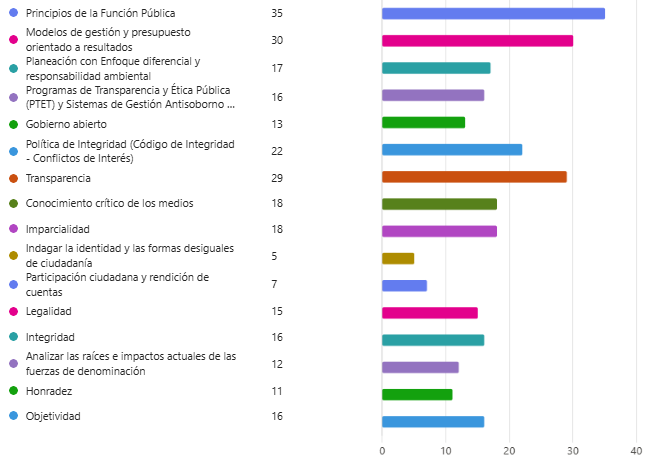 Principios de la Función Pública 35
Modelos de gestión y presupuesto
orientado a resultados 30
Planeación con Enfoque diferencial y
responsabilidad ambiental 17
Programas de Transparencia y Ética Pública
(PTET) y Sistemas de Gestión Antisoborno ... 16
Gobierno abierto 13
Política de Integridad (Código de Integridad
- Conflictos de Interés) 22
Transparencia 29
Conocimiento crítico de los medios 18
Imparcialidad 18
Indagar la identidad y las formas desiguales
de ciudadanía 5
Participación ciudadana y rendición de
cuentas 7
Legalidad 15
Integridad 16
Analizar las raíces e impactos actuales de las
fuerzas de denominación 12
Honradez 11
Objetividad 16
0 10 20 30 40